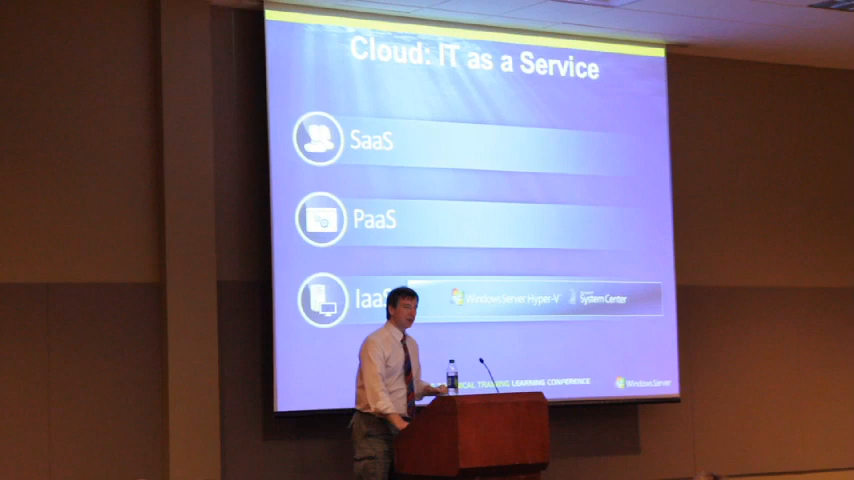 Cloud: IT as a Service
SaaS
PaaS
IaaS
Windows Server Hyper-V
System Center
TRAINING LEARNING CONFERENCE
Windows Server